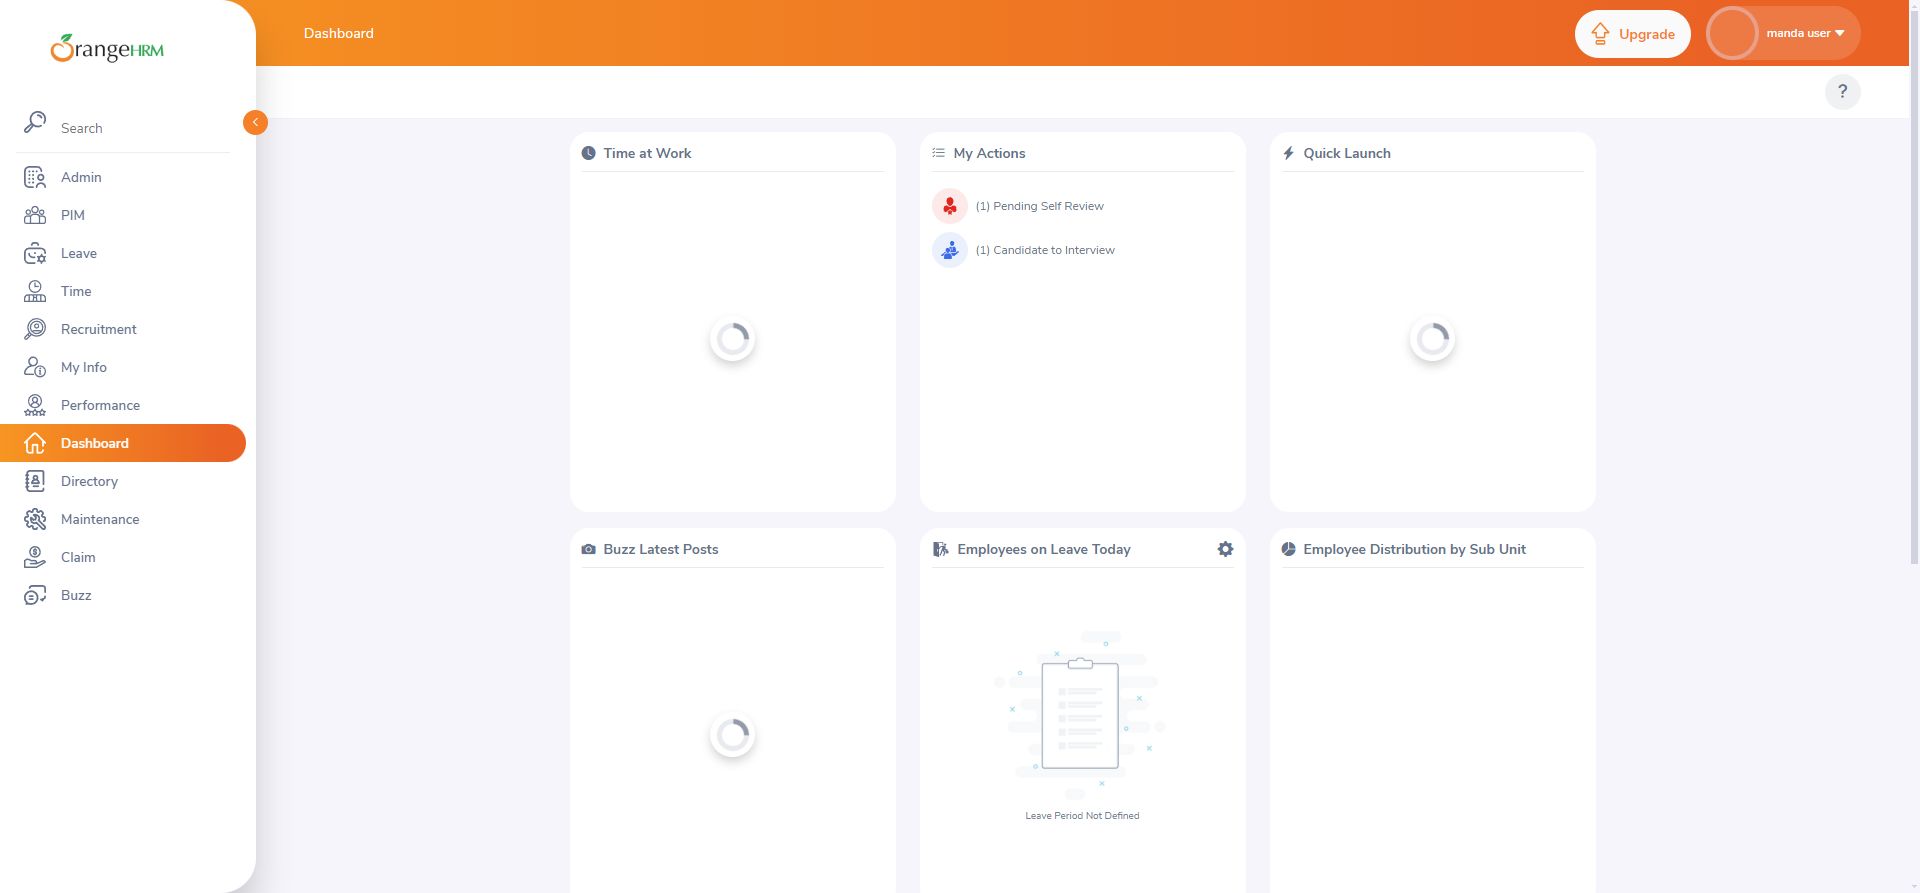 OrangeHRM
Dashboard
Upgrade
manda user
?
Search
Admin
PIM
Leave
Time
Recruitment
My Info
Performance
Dashboard
Directory
Maintenance
Claim
Buzz
Time at Work
My Actions
(1) Pending Self Review
(1) Candidate to Interview
Quick Launch
Buzz Latest Posts
Employees on Leave Today
Leave Period Not Defined
Employee Distribution by Sub Unit